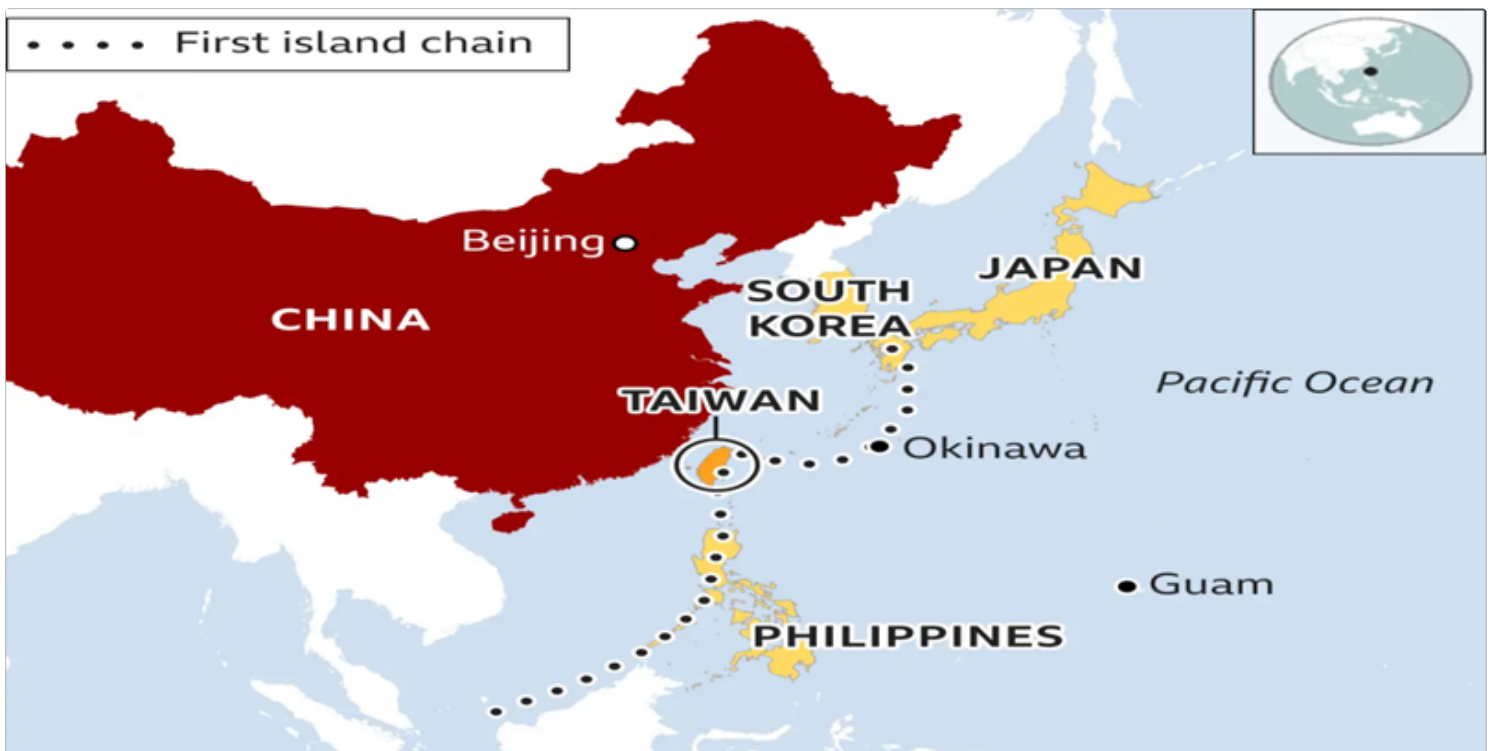 First island chain
Beijing
CHINA
SOUTH
KOREA
JAPAN
TAIWAN
Pacific Ocean
Okinawa
Guam
PHILIPPINES